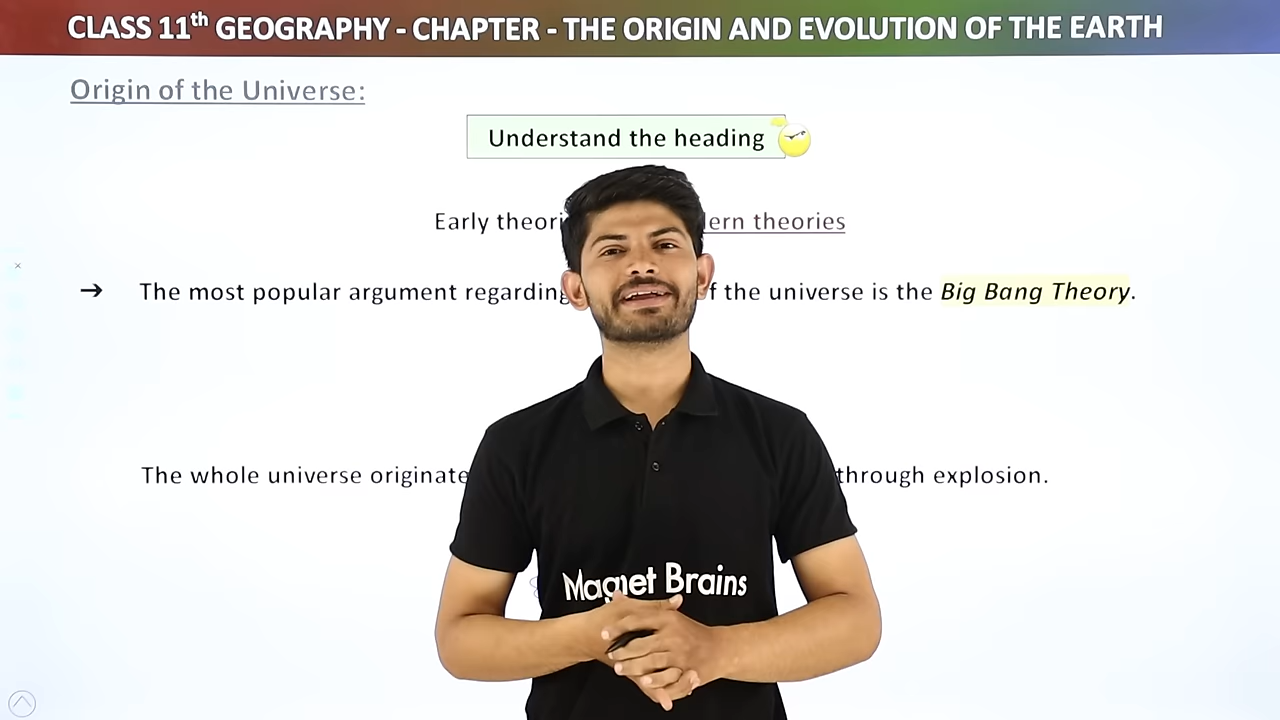 CLASS 11th GEOGRAPHY - CHAPTER - THE ORIGIN AND EVOLUTION OF THE EARTH
Origin of the Universe:
Understand the heading
Early theori ern theories
➔ The most popular argument regarding f the universe is the Big Bang Theory.
The whole universe originate through explosion.
Magnet Brains